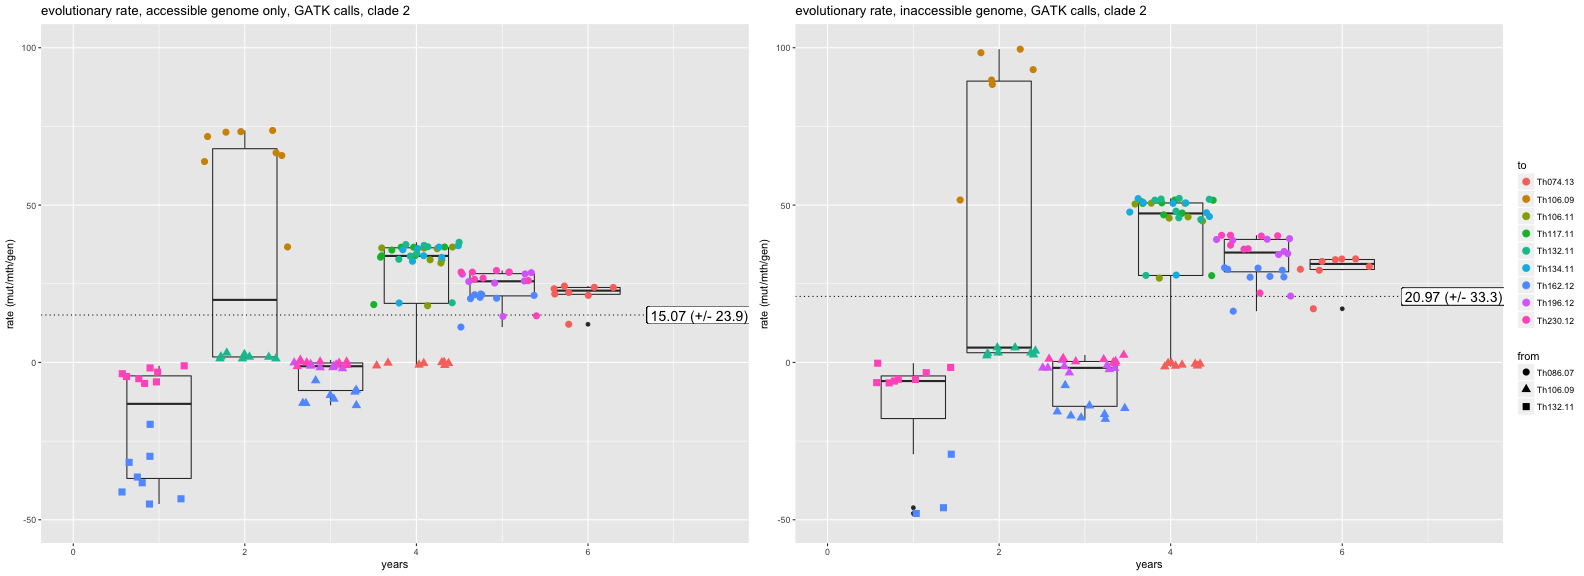 evolutionary rate, accessible genome only, GATK calls, clade 2
100
50
0
-50
rate (mut/mth/gen)
15.07 (+/- 23.9)
0
2
4
6
years
evolutionary rate, inaccessible genome, GATK calls, clade 2
100
50
0
-50
rate (mut/mth/gen)
20.97 (+/- 33.3)
0
2
4
6
years
to
Th074.13
Th106.09
Th106.11
Th117.11
Th132.11
Th134.11
Th162.12
Th196.12
Th230.12
from
Th086.07
Th106.09
Th132.11